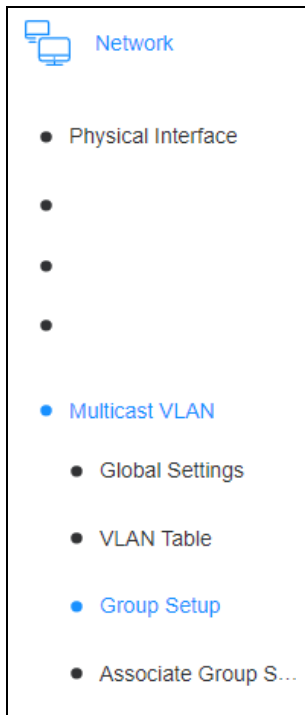 Network
Physical Interface
Multicast VLAN
Global Settings
VLAN Table
Group Setup
Associate Group S...